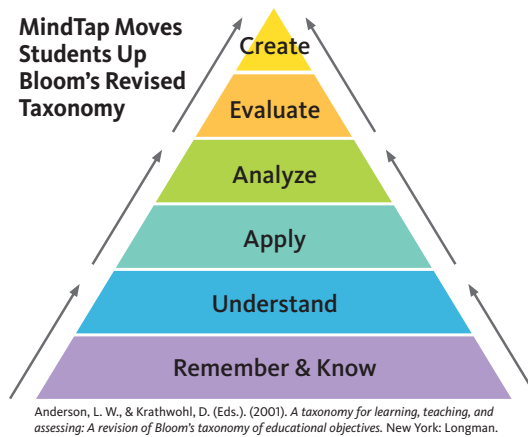 MindTap Moves
Students Up
Bloom's Revised
Taxonomy
Create
Evaluate
Analyze
Apply
Understand
Remember & Know
Anderson, L. W., & Krathwohl, D. (Eds.). (2001). A taxonomy for learning, teaching, and
assessing: A revision of Bloom's taxonomy of educational objectives. New York: Longman.